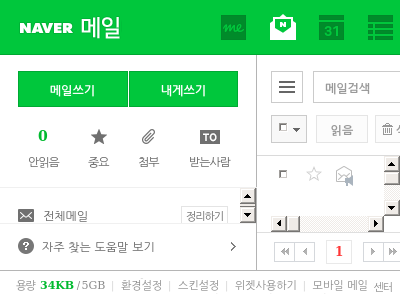 NAVER 메일
me
N
31
메일쓰기
내게쓰기
메일검색
읽음
0
TO
안읽음
중요
첨부
받는사람
전체메일
정리하기
? 자주 찾는 도움말 보기
1
용량 34KB / 5GB | 환경설정 | 스킨설정 | 위젯사용하기 | 모바일 메일
센터